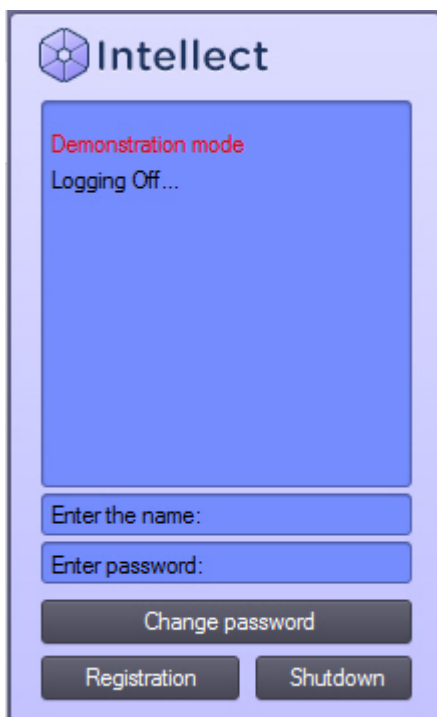 Intellect
Demonstration mode
Logging Off...
Enter the name:
Enter password:
Change password
Registration
Shutdown